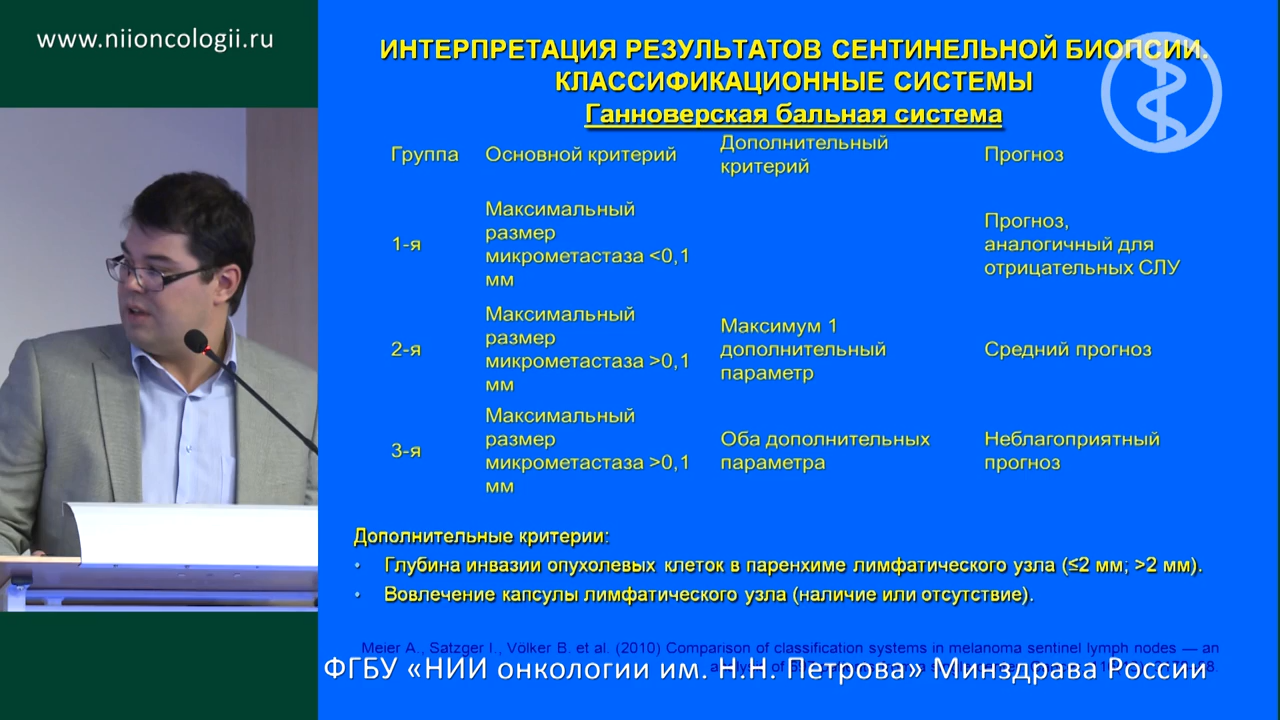 www.niioncologii.ru
ИНТЕРПРЕТАЦИЯ РЕЗУЛЬТАТОВ СЕНТИНЕЛЬНОЙ БИОПСИИ.
КЛАССИФИКАЦИОННЫЕ СИСТЕМЫ
Ганноверская бальная система
Группа
Основной критерий
Дополнительный
критерий
Прогноз
1-я
Максимальный
размер
микрометастаза <0,1
мм
Прогноз,
аналогичный для
отрицательных СЛУ
2-я
Максимальный
размер
микрометастаза >0,1
мм
Максимум 1
дополнительный
параметр
Средний прогноз
3-я
Максимальный
размер
микрометастаза >0,1
мм
Оба дополнительных
параметра
Неблагоприятный
прогноз
Дополнительные критерии:
• Глубина инвазии опухолевых клеток в паренхиме лимфатического узла (≤2 мм; >2 мм).
• Вовлечение капсулы лимфатического узла (наличие или отсутствие).
Meier A., Satzger I., Völker B. et al. (2010) Comparison of classification systems in melanoma sentinel lymph nodes — an
ФГБУ «НИИ онкологии им. Н.Н. Петрова» Минздрава России